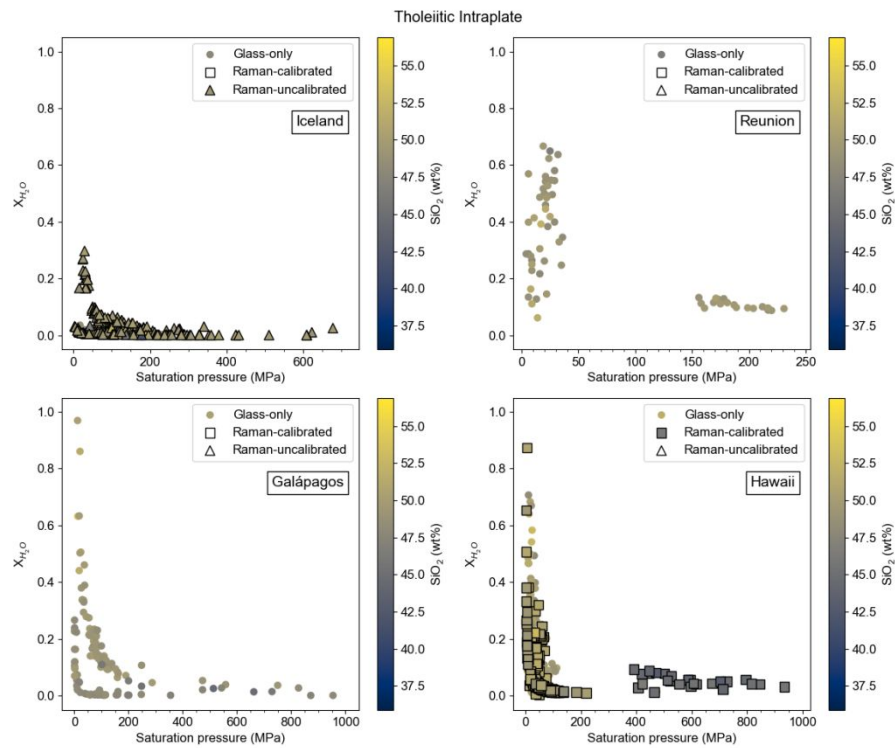 Tholeiitic Intraplate
1.0
0.8
0.6
0.4
0.2
0.0
X_{H_2O}
Glass-only
Raman-calibrated
Raman-uncalibrated
Iceland
0 200 400 600
Saturation pressure (MPa)
55.0
52.5
50.0
47.5
45.0
42.5
40.0
37.5
SiO₂ (wt%)
1.0
0.8
0.6
0.4
0.2
0.0
X_{H_2O}
Glass-only
Raman-calibrated
Raman-uncalibrated
Reunion
0 50 100 150 200 250
Saturation pressure (MPa)
55.0
52.5
50.0
47.5
45.0
42.5
40.0
37.5
SiO₂ (wt%)
1.0
0.8
0.6
0.4
0.2
0.0
X_{H_2O}
Glass-only
Raman-calibrated
Raman-uncalibrated
Galápagos
0 200 400 600 800 1000
Saturation pressure (MPa)
55.0
52.5
50.0
47.5
45.0
42.5
40.0
37.5
SiO₂ (wt%)
1.0
0.8
0.6
0.4
0.2
0.0
X_{H_2O}
Glass-only
Raman-calibrated
Raman-uncalibrated
Hawaii
0 200 400 600 800 1000
Saturation pressure (MPa)
55.0
52.5
50.0
47.5
45.0
42.5
40.0
37.5
SiO₂ (wt%)